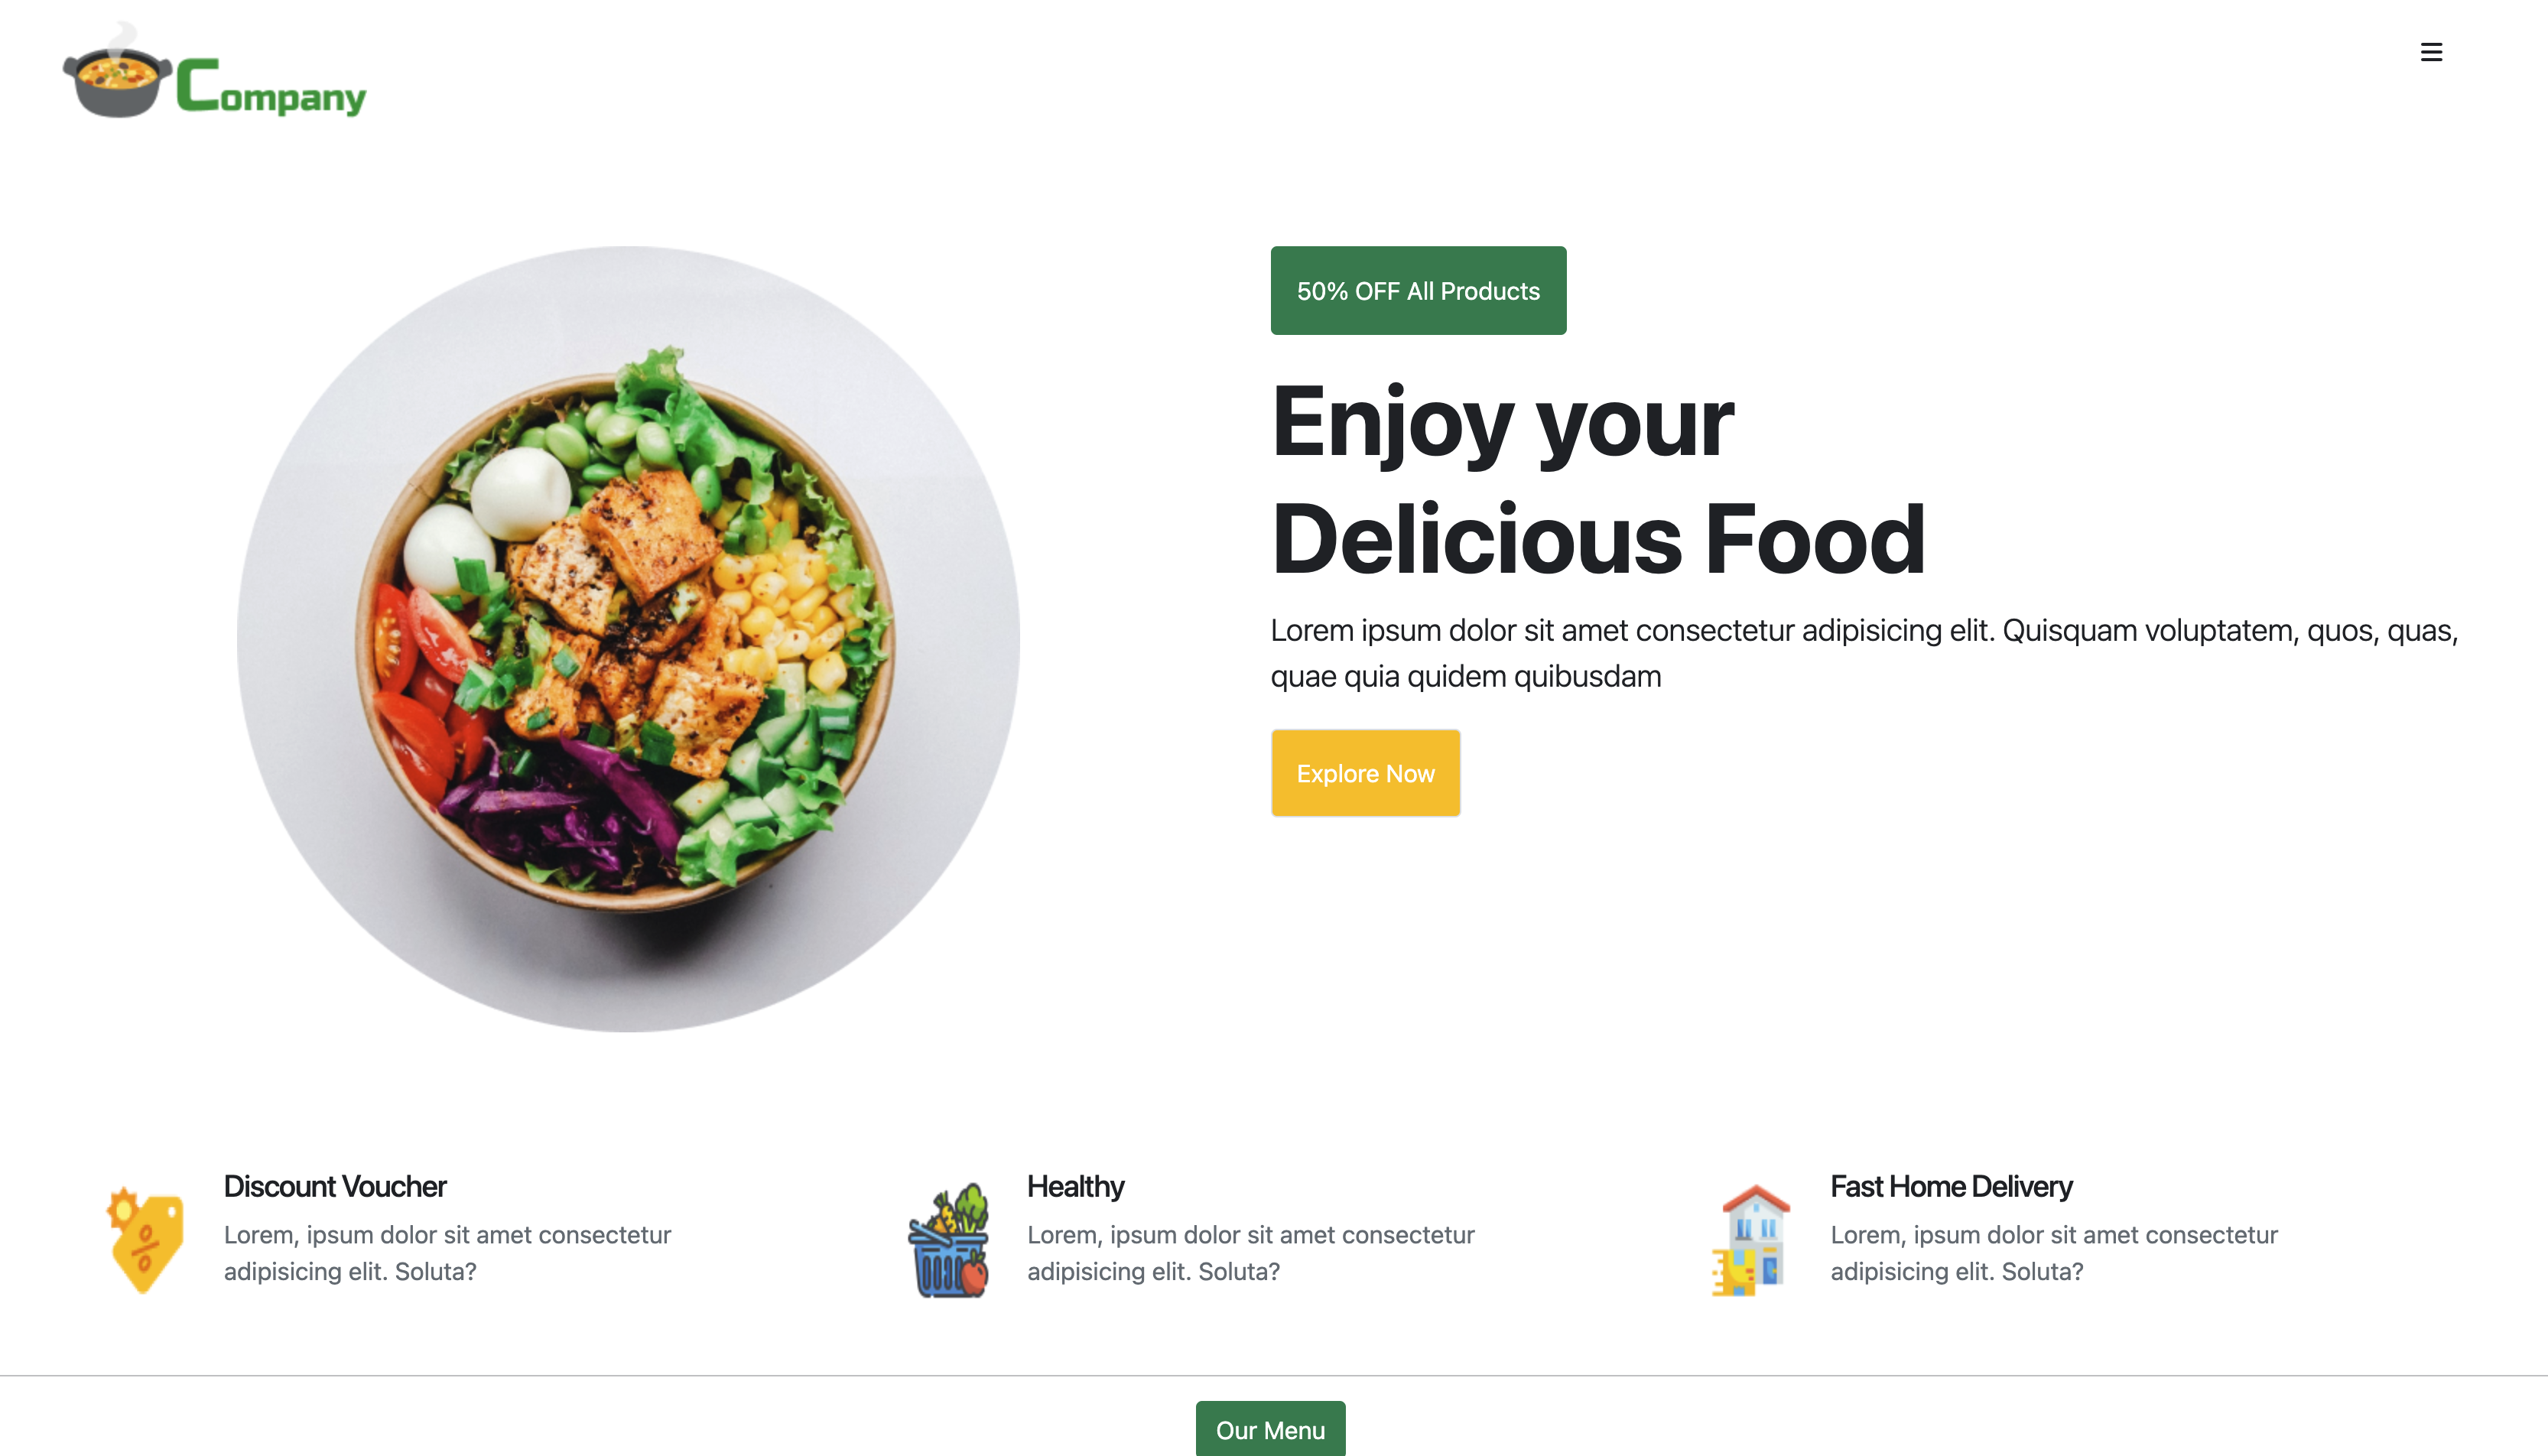 Company
50% OFF All Products
Enjoy your
Delicious Food
Lorem ipsum dolor sit amet consectetur adipisicing elit. Quisquam voluptatem, quos, quas,
quae quia quidem quibusdam
Explore Now
Discount Voucher
Lorem, ipsum dolor sit amet consectetur
adipisicing elit. Soluta?
Healthy
Lorem, ipsum dolor sit amet consectetur
adipisicing elit. Soluta?
Fast Home Delivery
Lorem, ipsum dolor sit amet consectetur
adipisicing elit. Soluta?
Our Menu